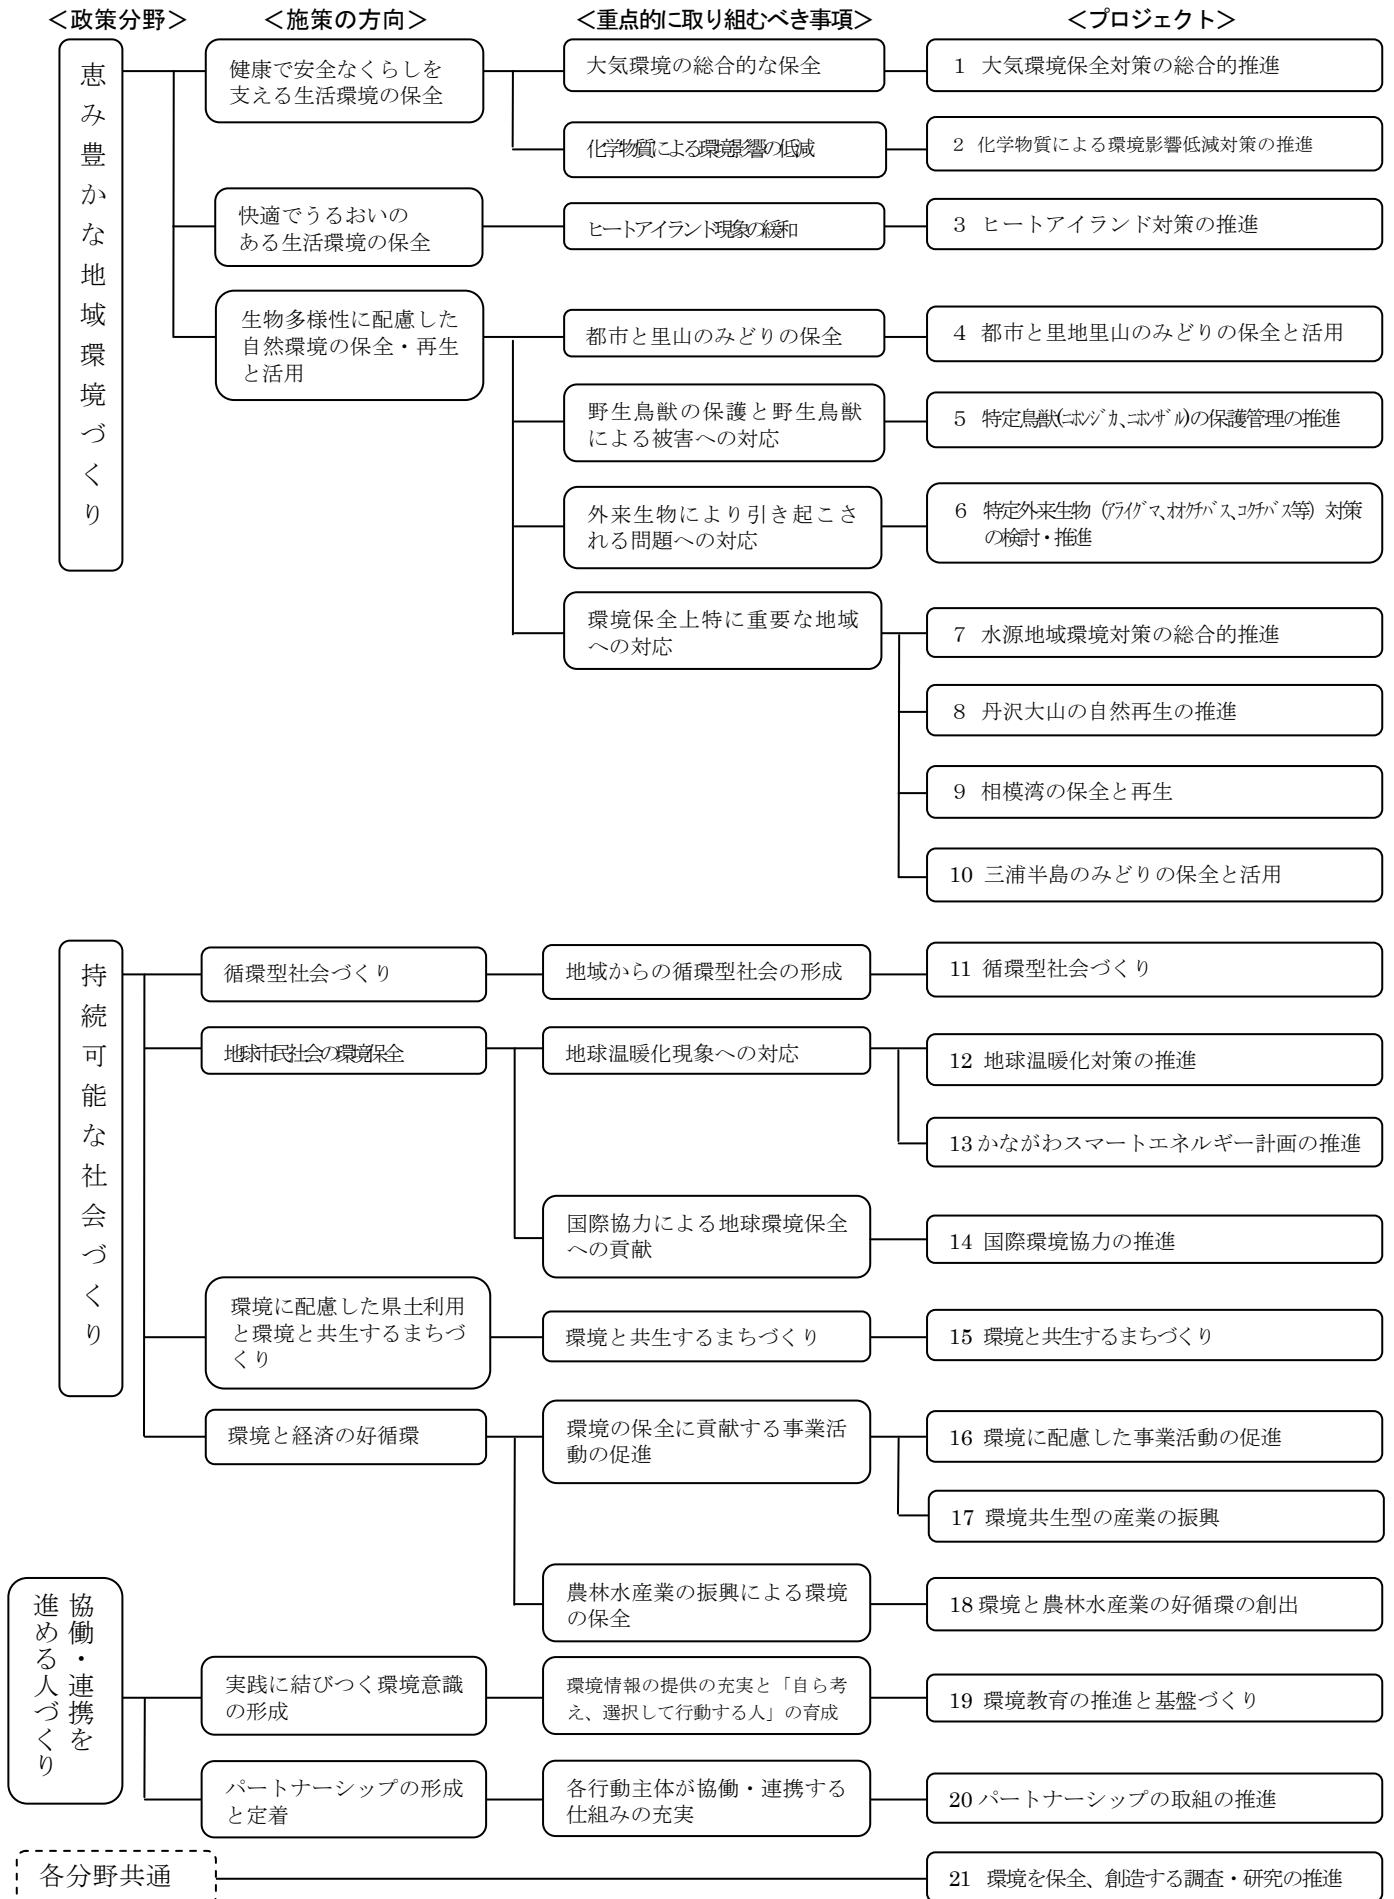 ＜政策分野＞
＜施策の方向＞
＜重点的に取り組むべき事項＞
＜プロジェクト＞
恵み豊かな地域環境づくり
健康で安全なくらしを
支える生活環境の保全
大気環境の総合的な保全
1 大気環境保全対策の総合的推進
化学物質による環境影響の低減
2 化学物質による環境影響低減対策の推進
快適でうるおいの
ある生活環境の保全
ヒートアイランド現象の緩和
3 ヒートアイランド対策の推進
生物多様性に配慮した
自然環境の保全・再生
と活用
都市と里山のみどりの保全
4 都市と里地里山のみどりの保全と活用
野生鳥獣の保護と野生鳥獣
による被害への対応
5 特定鳥獣(ﾆﾎﾝｼﾞｶ、ﾆﾎﾝｻﾞﾙ)の保護管理の推進
外来生物により引き起こさ
れる問題への対応
6 特定外来生物（ｱﾗｲｸﾞﾏ、ｵｵｸﾁﾊﾞｽ、ｺｸﾁﾊﾞｽ等）対策
の検討・推進
環境保全上特に重要な地域
への対応
7 水源地域環境対策の総合的推進
8 丹沢大山の自然再生の推進
9 相模湾の保全と再生
10 三浦半島のみどりの保全と活用
持続可能な社会づくり
循環型社会づくり
地域からの循環型社会の形成
11 循環型社会づくり
地球市民社会の環境保全
地球温暖化現象への対応
12 地球温暖化対策の推進
13 かながわスマートエネルギー計画の推進
国際協力による地球環境保全
への貢献
14 国際環境協力の推進
環境に配慮した県土利用
と環境と共生するまちづ
くり
環境と共生するまちづくり
15 環境と共生するまちづくり
環境と経済の好循環
環境の保全に貢献する事業活
動の促進
16 環境に配慮した事業活動の促進
17 環境共生型の産業の振興
農林水産業の振興による環境
の保全
18 環境と農林水産業の好循環の創出
協働・連携を
進める人づくり
実践に結びつく環境意識
の形成
環境情報の提供の充実と「自ら考
え、選択して行動する人」の育成
19 環境教育の推進と基盤づくり
パートナーシップの形成
と定着
各行動主体が協働・連携する
仕組みの充実
20 パートナーシップの取組の推進
各分野共通
21 環境を保全、創造する調査・研究の推進